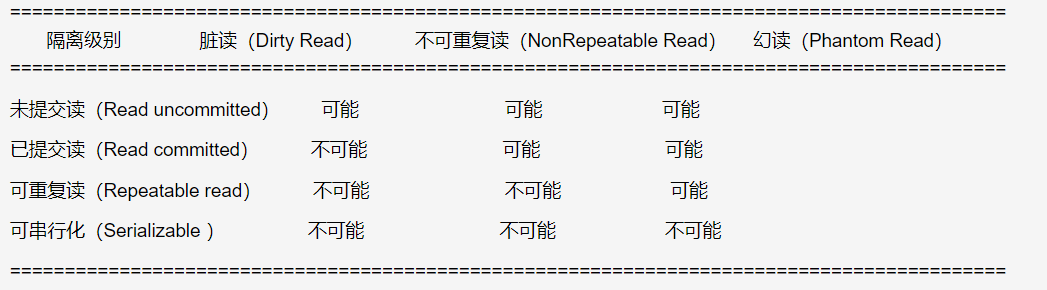 ===========================================================================================
隔离级别 脏读（Dirty Read） 不可重复读（NonRepeatable Read） 幻读（Phantom Read）
===========================================================================================
未提交读（Read uncommitted） 可能 可能 可能
已提交读（Read committed） 不可能 可能 可能
可重复读（Repeatable read） 不可能 不可能 可能
可串行化（Serializable ） 不可能 不可能 不可能
===========================================================================================